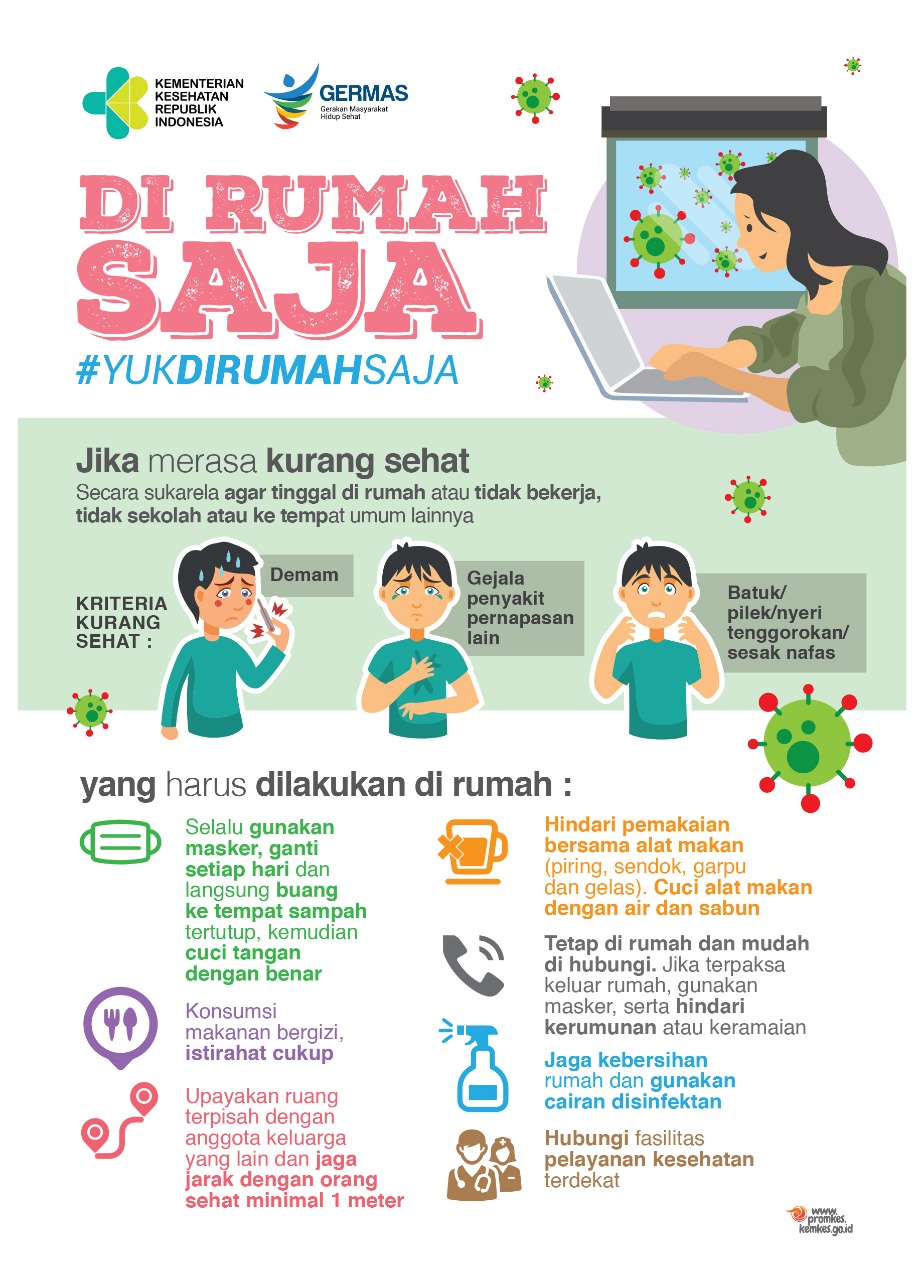 KEMENTERIAN
KESEHATAN
REPUBLIK
INDONESIA
GERMAS
Gerakan Masyarakat
Hidup Sehat
DI RUMAH
SAJA
#YUKDIRUMAHSAJA
Jika merasa kurang sehat
Secara sukarela agar tinggal di rumah atau tidak bekerja,
tidak sekolah atau ke tempat umum lainnya
KRITERIA
KURANG
SEHAT :
Demam
Gejala
penyakit
pernapasan
lain
Batuk/
pilek/nyeri
tenggorokan/
sesak nafas
yang harus dilakukan di rumah :
Selalu gunakan
masker, ganti
setiap hari dan
langsung buang
ke tempat sampah
tertutup, kemudian
cuci tangan
dengan benar
Konsumsi
makanan bergizi,
istirahat cukup
Upayakan ruang
terpisah dengan
anggota keluarga
yang lain dan jaga
jarak dengan orang
sehat minimal 1 meter
Hindari pemakaian
bersama alat makan
(piring, sendok, garpu
dan gelas). Cuci alat makan
dengan air dan sabun
Tetap di rumah dan mudah
di hubungi. Jika terpaksa
keluar rumah, gunakan
masker, serta hindari
kerumunan atau keramaian
Jaga kebersihan
rumah dan gunakan
cairan disinfektan
Hubungi fasilitas
pelayanan kesehatan
terdekat
www.
promkes.
kemkes.go.id